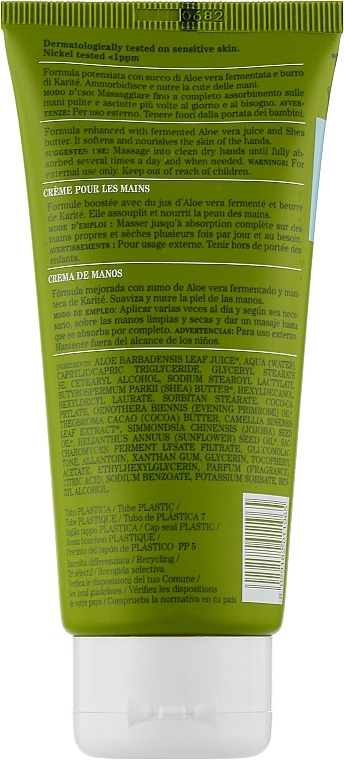 0682
Dermatologically tested on sensitive skin.
Nickel tested <1ppm
Formula potenziata con succo di Aloe vera fermentata e burro
di Karité. Ammorbidisce e nutre la cute delle mani.
MODO D'USO: Massaggiare fino a completo assorbimento sulle
mani pulite e asciutte più volte al giorno e al bisogno. AVVER-
TENZE: Per uso esterno. Tenere fuori dalla portata dei bambini.
Formula enhanced with fermented Aloe vera juice and Shea
butter. It softens and nourishes the skin of the hands.
SUGGESTED USE: Massage into clean dry hands until fully ab-
sorbed several times a day and when needed. WARNINGS: For
external use only. Keep out of reach of children.
CRÈME POUR LES MAINS
Formule boostée avec du jus d'Aloe vera fermenté et beurre
de Karité. Elle assouplit et nourrit la peau des mains.
MODE D'EMPLOI : Masser jusqu'à absorption complète sur des
mains propres et sèches plusieurs fois par jour et au besoin.
AVERTISSEMENTS : Pour usage externe. Tenir hors de portée des
enfants.
CREMA DE MANOS
Fórmula mejorada con zumo de Aloe vera fermentado y man-
teca de Karité. Suaviza y nutre la piel de las manos.
MODO DE EMPLEO: Aplicar varias veces al día y según sea nece-
sario, sobre las manos limpias y secas y dar un masaje hasta
que se absorba por completo. ADVERTENCIAS: Para uso externo.
Mantener fuera del alcance de los niños.
INGREDIENTS: ALOE BARBADENSIS LEAF JUICE*, AQUA (WATER)
CAPRYLIC/CAPRIC TRIGLYCERIDE, GLYCERYL STEARATE
SE, CETEARYL ALCOHOL, SODIUM STEAROYL LACTYLATE,
BUTYROSPERMUM PARKII (SHEA) BUTTER*, HEXYLDECANOL,
HEXYLDECYL LAURATE, SORBITAN STEARATE, COCO-
CAPRYLATE, OENOTHERA BIENNIS (EVENING PRIMROSE) OIL*,
THEOBROMA CACAO (COCOA) BUTTER, CAMELLIA SINENSIS
LEAF EXTRACT*, SIMMONDSIA CHINENSIS (JOJOBA) SEED
OIL*, HELIANTHUS ANNUUS (SUNFLOWER) SEED OIL*, SAC-
CHAROMYCES FERMENT LYSATE FILTRATE, GLUCONOLAC-
TONE, ALLANTOIN, XANTHAN GUM, GLYCERIN, TOCOPHERYL
ACETATE, ETHYLHEXYLGLYCERIN, PARFUM (FRAGRANCE),
CITRIC ACID, SODIUM BENZOATE, POTASSIUM SORBATE, BEN-
ZYL ALCOHOL.
Tubo PLASTICA / Tube PLASTIC /
Tube PLASTIQUE / Tubo de PLÁSTICA 7
Sigillo tappo PLASTICA / Cap seal PLASTIC /
bouchon PLASTIQUE /
Precinto del tapón de PLÁSTICO PP 5
Raccolta differenziata / Recycling /
Tri sélectif / Recogida selectiva
Verifica le disposizioni del tuo Comune /
See local guidelines / Vérifiez les dispositions
de votre pays / Comprueba la normativa en tu país